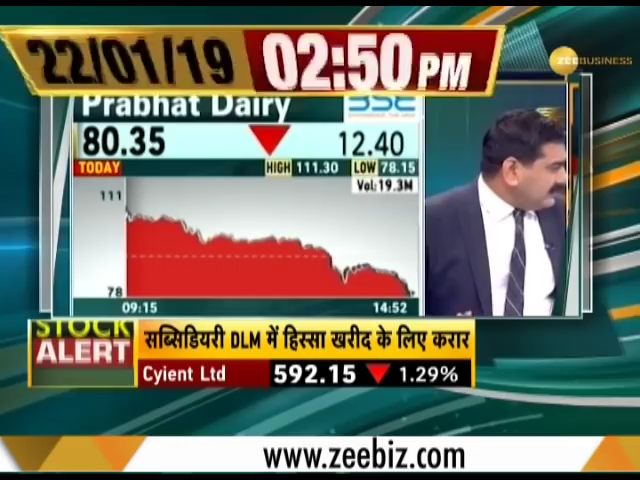 22/01/19 02:50 PM
ZEEBUSINESS
Prabhat Dairy BSE
80.35 12.40
TODAY HIGH 111.30 LOW 78.15
Vol:19.3M
111
78
09:15 14:52
STOCK ALERT
सब्सिडियरी DLM में हिस्सा खरीद के लिए करार
Cyient Ltd 592.15 1.29%
www.zeebiz.com